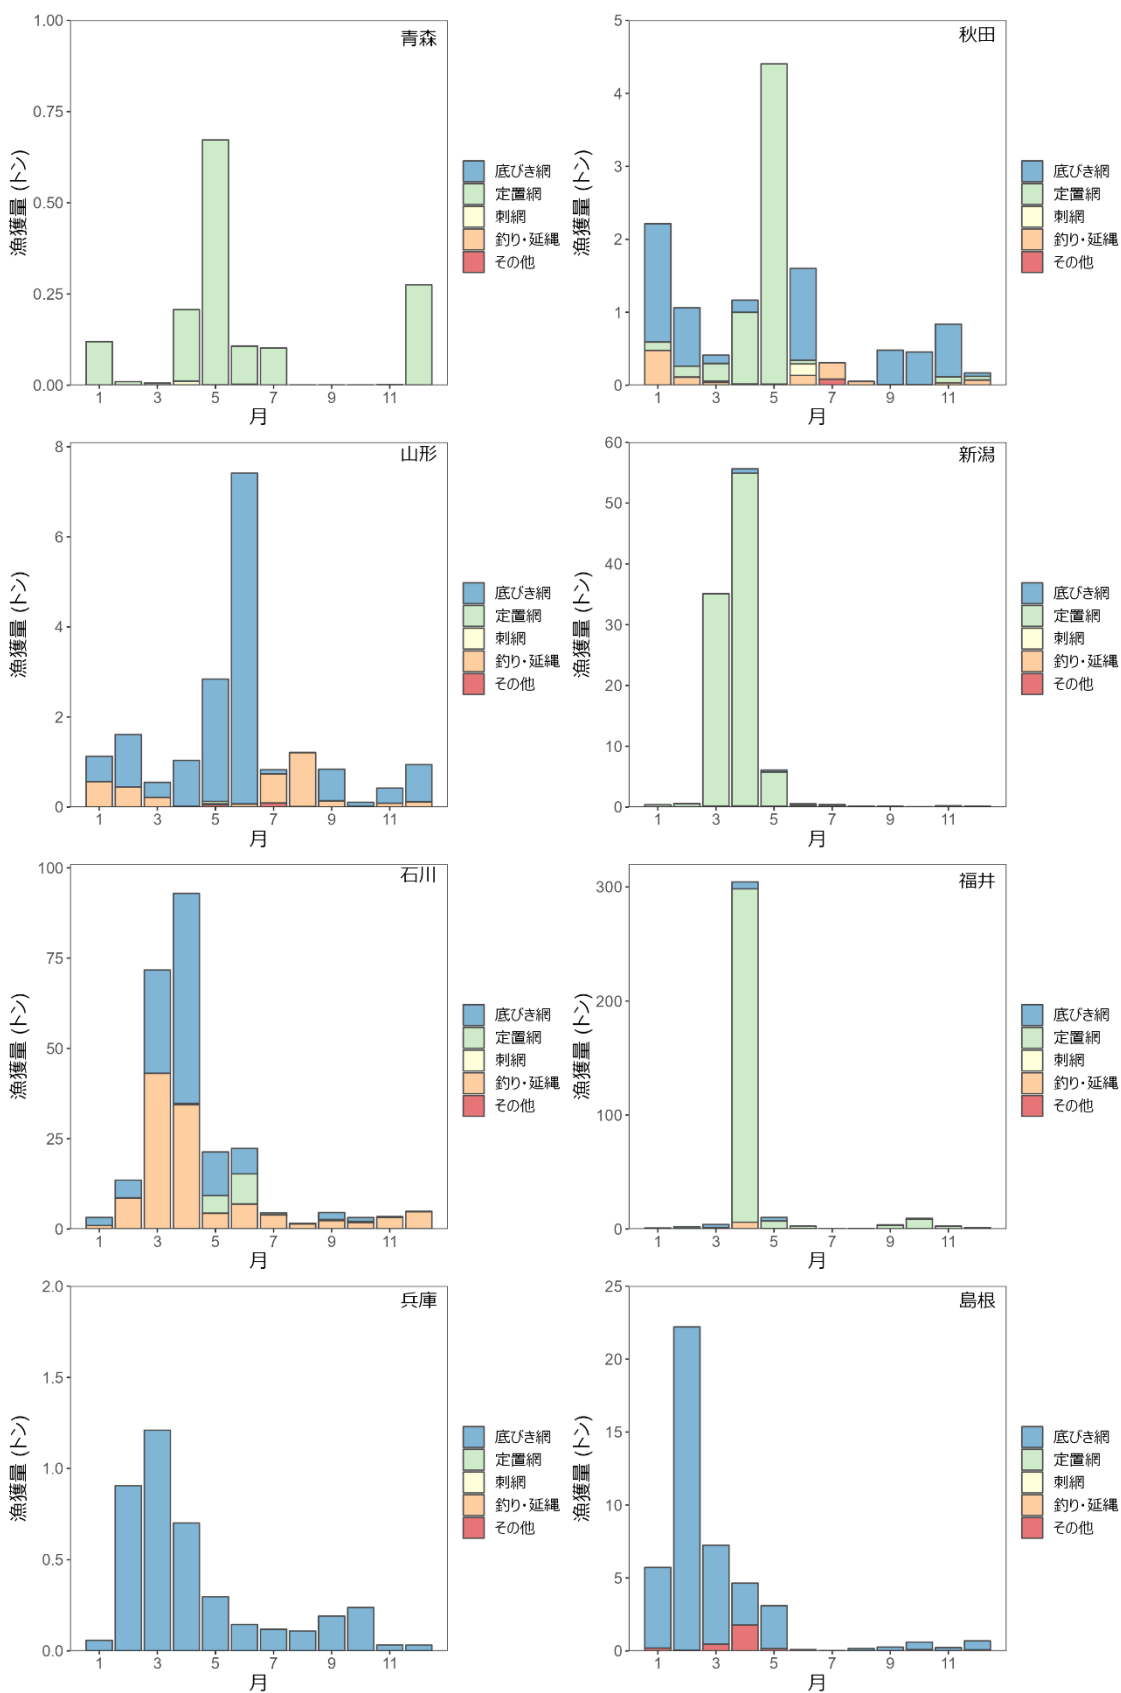 青森
1.00
0.75
0.50
0.25
0.00
漁獲量 (トン)
1 3 5 7 9 11
月
底びき網
定置網
刺網
釣り・延縄
その他
秋田
5
4
3
2
1
0
漁獲量 (トン)
1 3 5 7 9 11
月
底びき網
定置網
刺網
釣り・延縄
その他
山形
8
6
4
2
0
漁獲量 (トン)
1 3 5 7 9 11
月
底びき網
定置網
刺網
釣り・延縄
その他
新潟
60
50
40
30
20
10
0
漁獲量 (トン)
1 3 5 7 9 11
月
底びき網
定置網
刺網
釣り・延縄
その他
石川
100
75
50
25
0
漁獲量 (トン)
1 3 5 7 9 11
月
底びき網
定置網
刺網
釣り・延縄
その他
福井
300
200
100
0
漁獲量 (トン)
1 3 5 7 9 11
月
底びき網
定置網
刺網
釣り・延縄
その他
兵庫
2.0
1.5
1.0
0.5
0.0
漁獲量 (トン)
1 3 5 7 9 11
月
底びき網
定置網
刺網
釣り・延縄
その他
島根
25
20
15
10
5
0
漁獲量 (トン)
1 3 5 7 9 11
月
底びき網
定置網
刺網
釣り・延縄
その他